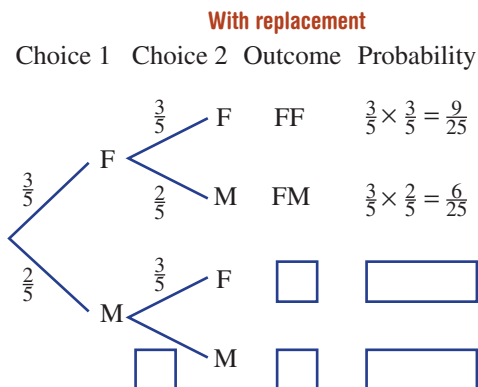 With replacement
Choice 1 Choice 2 Outcome Probability
3/5 F FF 3/5 × 3/5 = 9/25
F
3/5
2/5 M FM 3/5 × 2/5 = 6/25
2/5 3/5 F
M
M